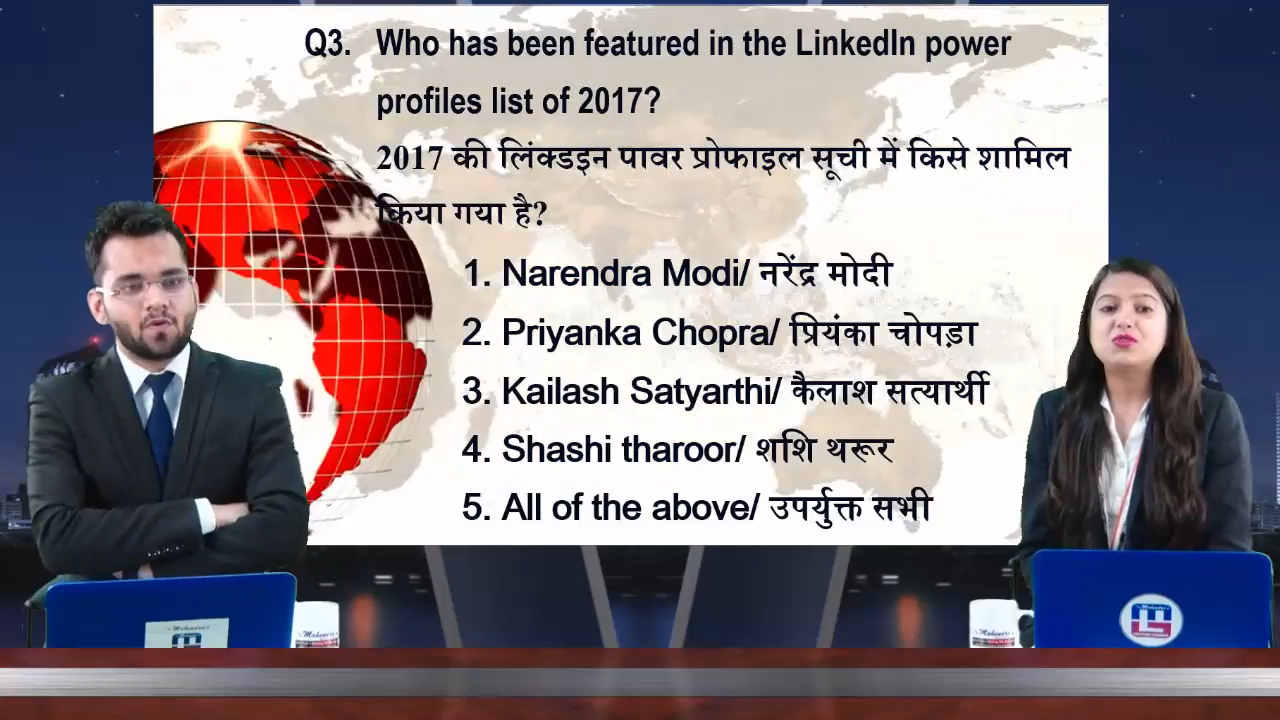 Q3. Who has been featured in the LinkedIn power
profiles list of 2017?
2017 की लिंक्डइन पावर प्रोफाइल सूची में किसे शामिल
किया गया है?
1. Narendra Modi/ नरेंद्र मोदी
2. Priyanka Chopra/ प्रियंका चोपड़ा
3. Kailash Satyarthi/ कैलाश सत्यार्थी
4. Shashi tharoor/ शशि थरूर
5. All of the above/ उपर्युक्त सभी
Mahendra's
Mahendra's